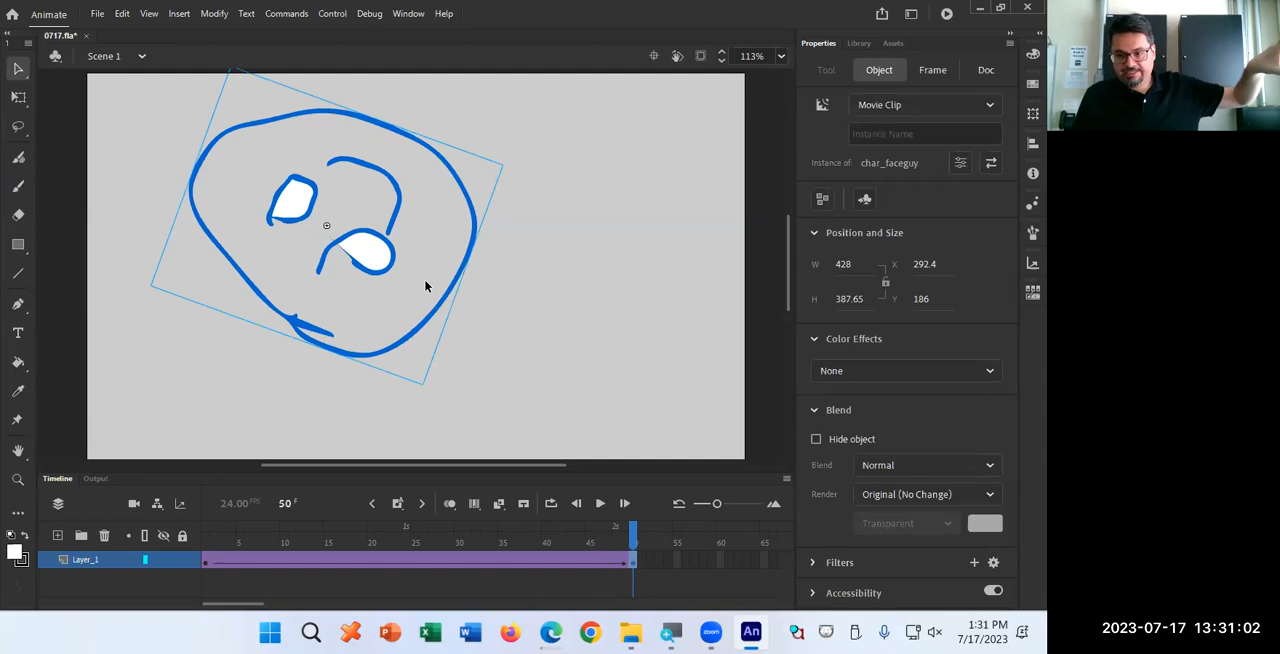 Animate File Edit View Insert Modify Text Commands Control Debug Window Help
0717.fla*
Scene 1
113%
Properties Library Assets
Tool Object Frame Doc
Movie Clip
Instance Name
Instance of: char_faceguy
Position and Size
W 428 X 292.4
H 387.65 Y 186
Color Effects
None
Blend
Hide object
Blend Normal
Render Original (No Change)
Transparent
Filters
Accessibility
Timeline Output
24.00 FPS 50 F
1s 2s
5 10 15 20 25 30 35 40 45 55 60 65
Layer_1
An
1:31 PM
7/17/2023
2023-07-17 13:31:02